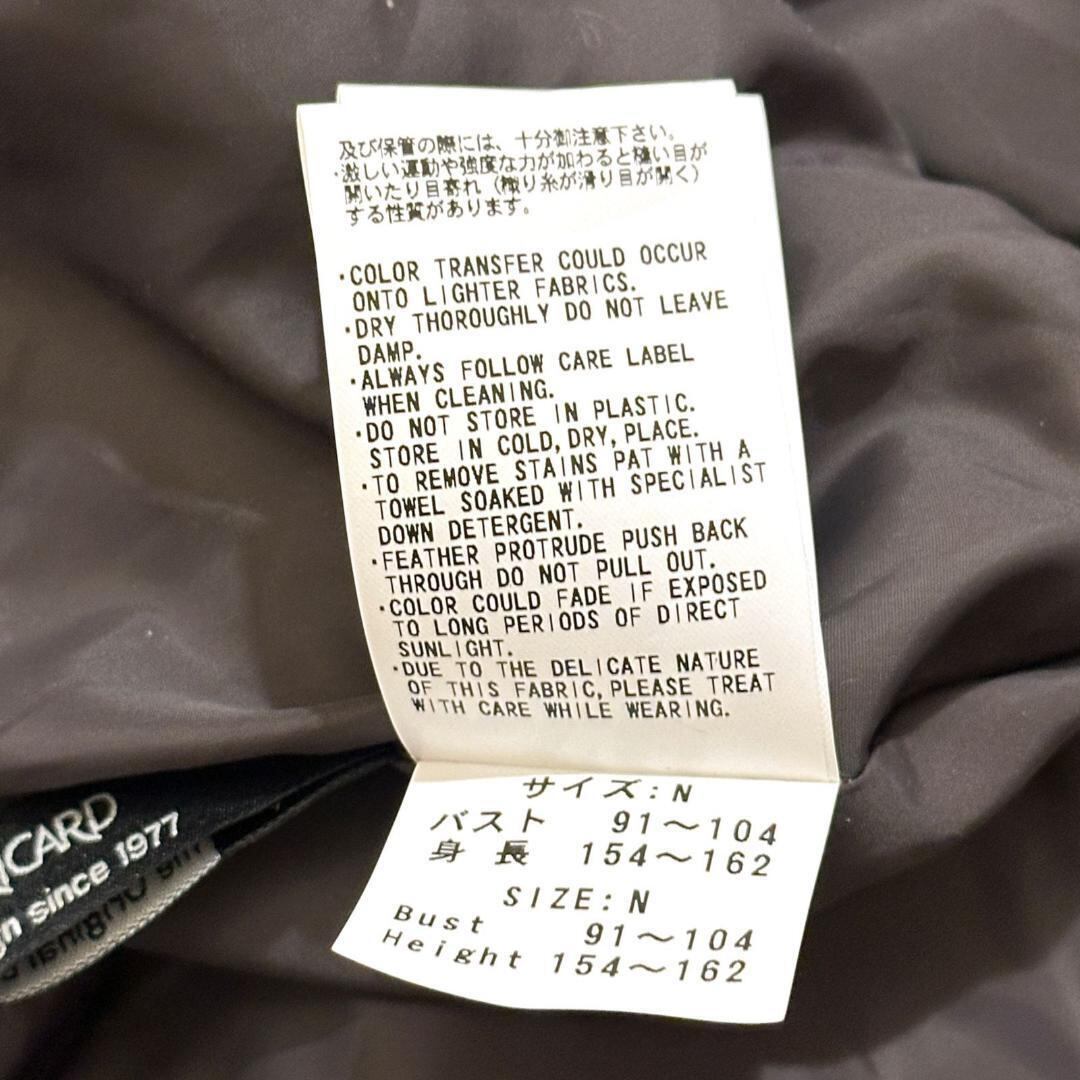 及び保管の際には、十分御注意下さい。
・激しい運動や強度な力が加わると縫い目が
開いたり目寄れ（織り糸が滑り目が開く）
する性質があります。
・COLOR TRANSFER COULD OCCUR
ONTO LIGHTER FABRICS.
・DRY THOROUGHLY DO NOT LEAVE
DAMP.
・ALWAYS FOLLOW CARE LABEL
WHEN CLEANING.
・DO NOT STORE IN PLASTIC.
STORE IN COLD,DRY,PLACE.
・TO REMOVE STAINS PAT WITH A
TOWEL SOAKED WITH SPECIALIST
DOWN DETERGENT.
・FEATHER PROTRUDE PUSH BACK
THROUGH DO NOT PULL OUT.
・COLOR COULD FADE IF EXPOSED
TO LONG PERIODS OF DIRECT
SUNLIGHT.
・DUE TO THE DELICATE NATURE
OF THIS FABRIC,PLEASE TREAT
WITH CARE WHILE WEARING.
サイズ:N
バスト 91～104
身長 154～162
SIZE:N
Bust 91～104
Height 154～162
CARD
since 1977